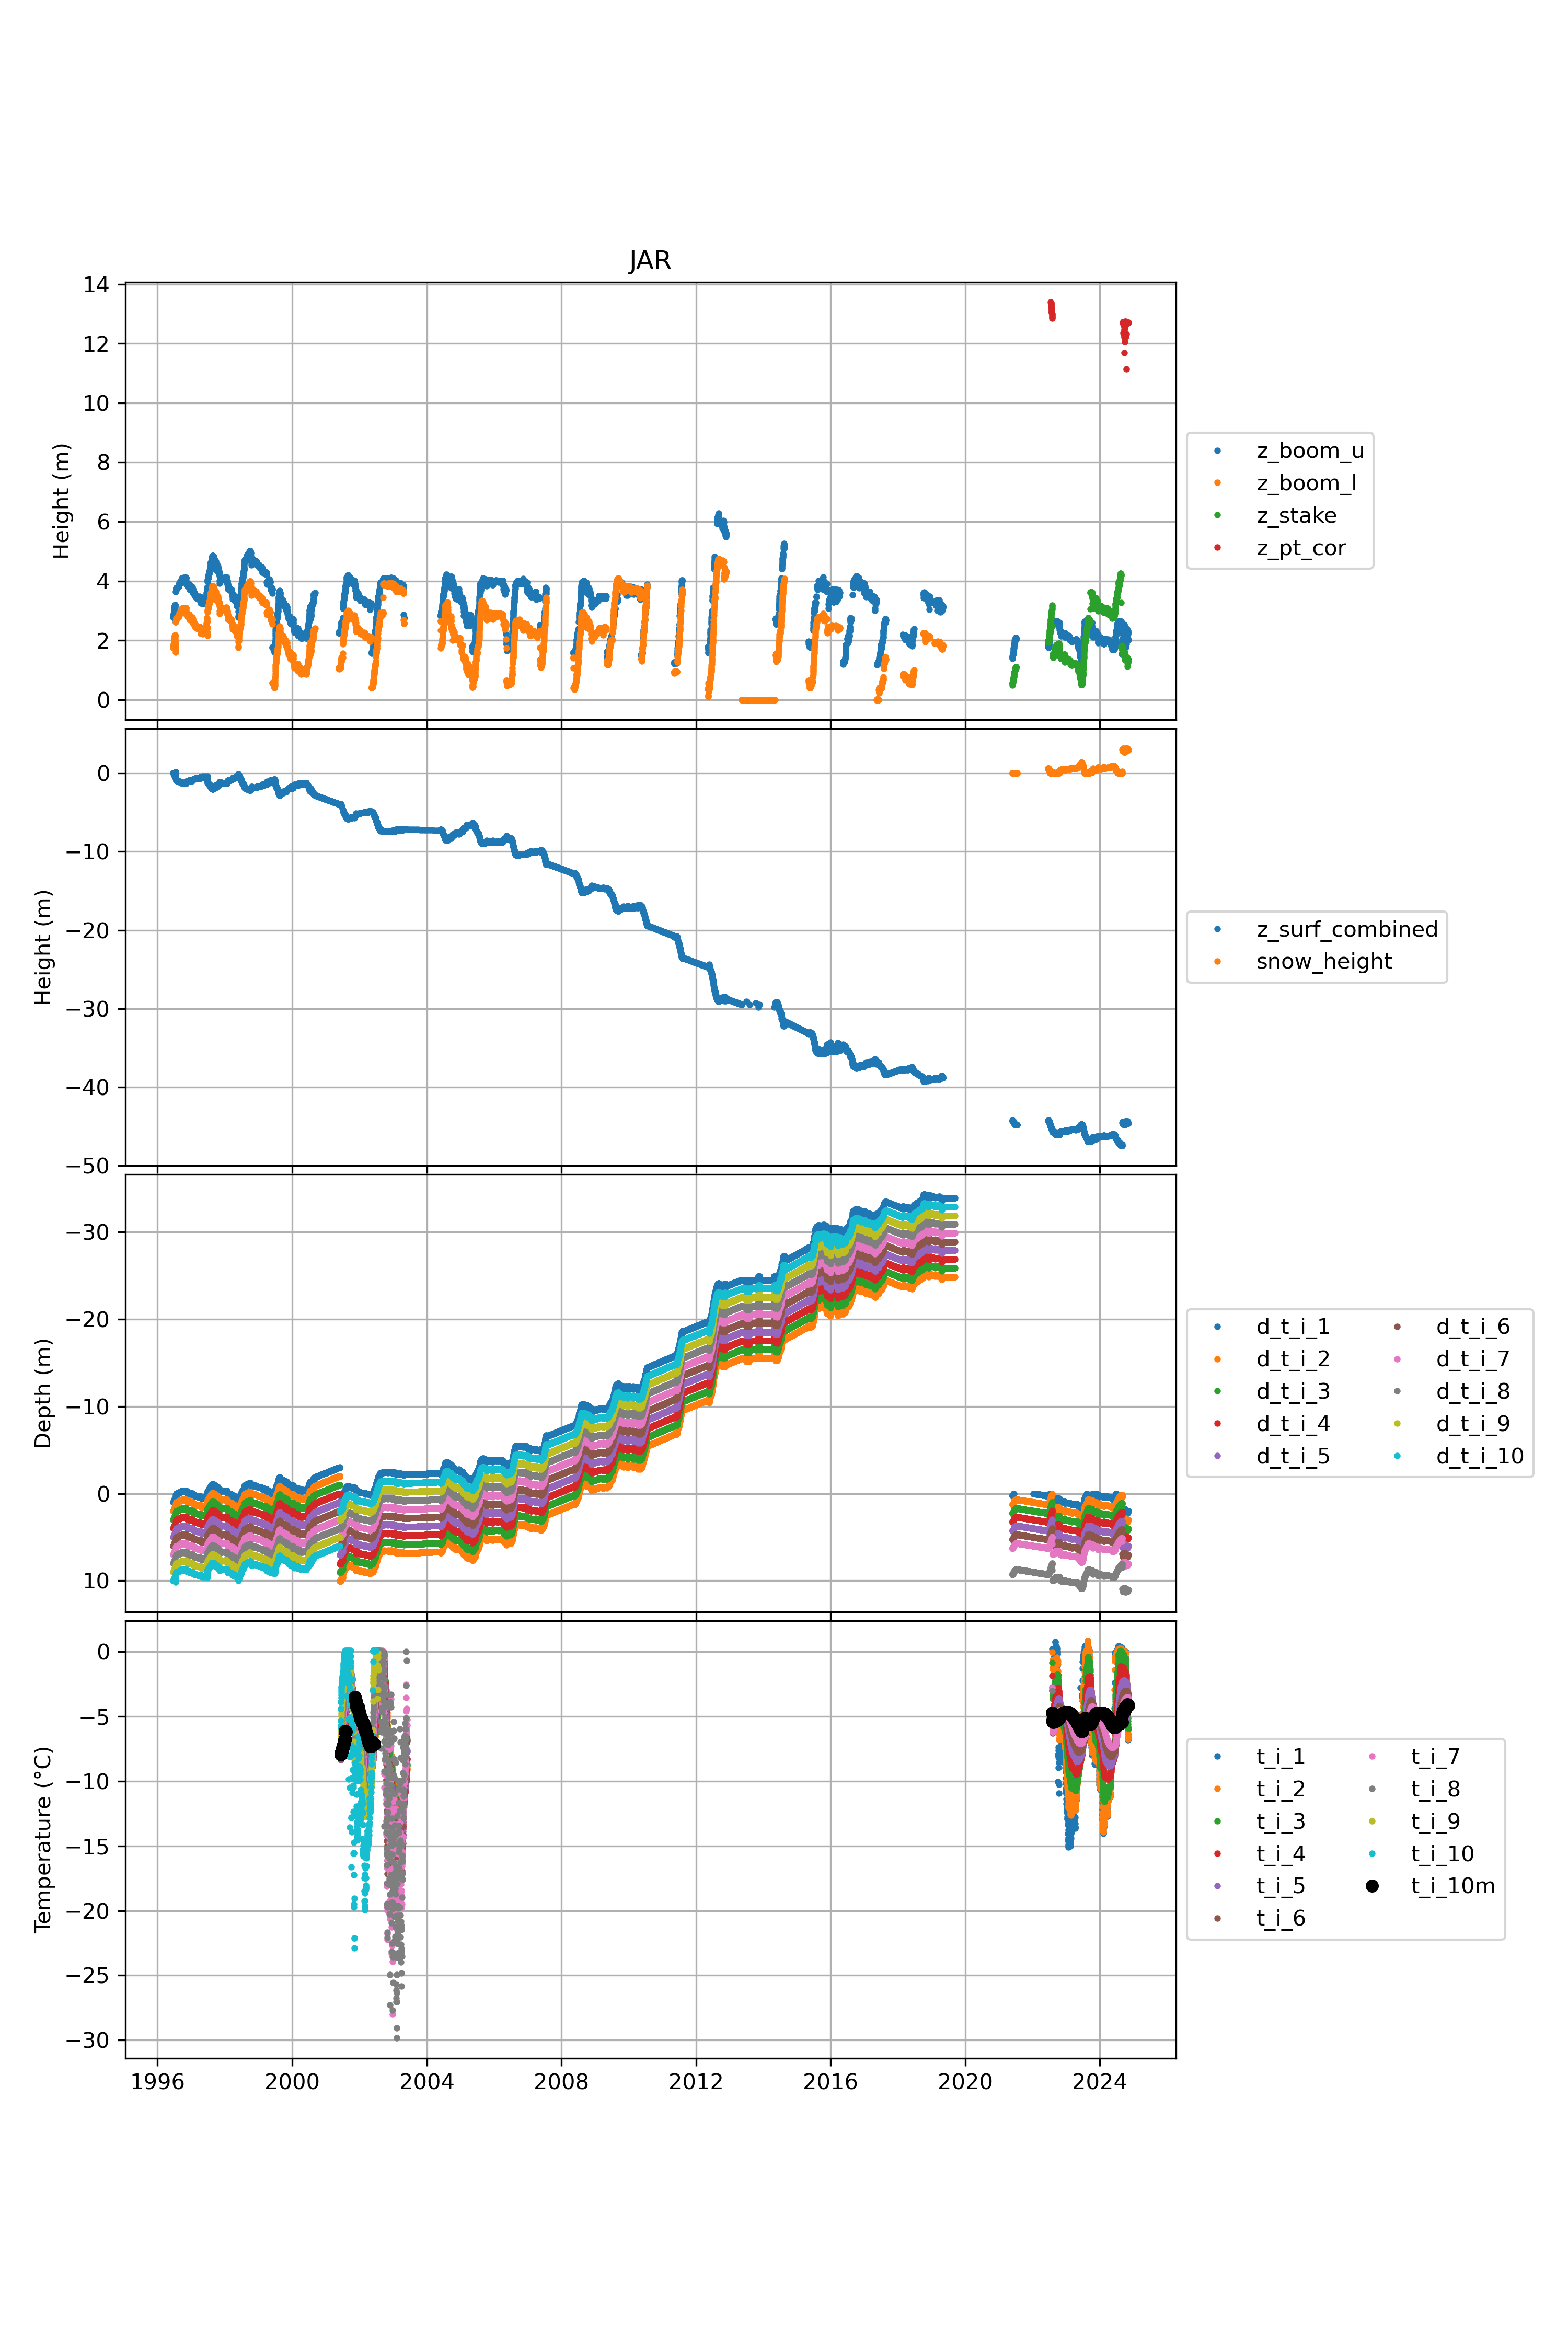 JAR
14
12
10
8
6
4
2
0
Height (m)
z_boom_u
z_boom_l
z_stake
z_pt_cor
0
−10
−20
−30
−40
−50
Height (m)
z_surf_combined
snow_height
−30
−20
−10
0
10
Depth (m)
d_t_i_1
d_t_i_2
d_t_i_3
d_t_i_4
d_t_i_5
d_t_i_6
d_t_i_7
d_t_i_8
d_t_i_9
d_t_i_10
0
−5
−10
−15
−20
−25
−30
Temperature (°C)
t_i_1
t_i_2
t_i_3
t_i_4
t_i_5
t_i_6
t_i_7
t_i_8
t_i_9
t_i_10
t_i_10m
1996 2000 2004 2008 2012 2016 2020 2024